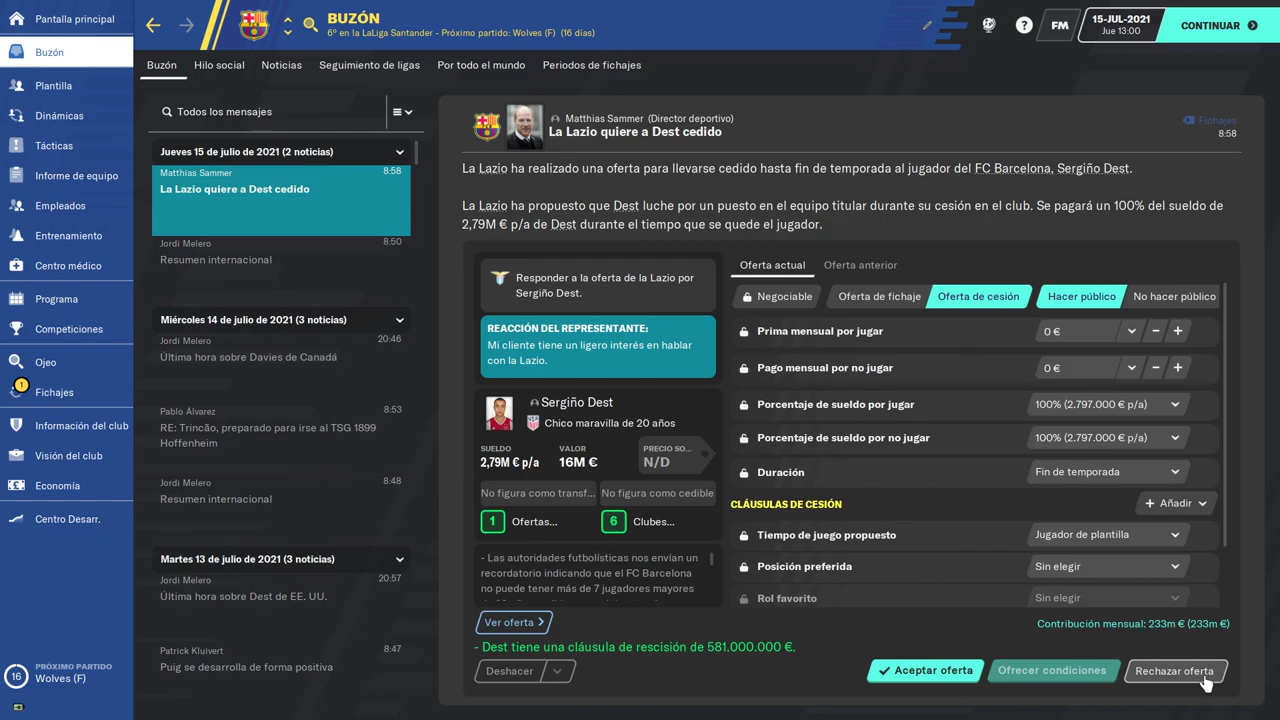 Pantalla principal
Buzón
Plantilla
Dinámicas
Tácticas
Informe de equipo
Empleados
Entrenamiento
Centro médico
Programa
Competiciones
Ojeo
1
Fichajes
Información del club
Visión del club
Economía
Centro Desarr.
16
PRÓXIMO PARTIDO
Wolves (F)
BUZÓN
6º en la LaLiga Santander - Próximo partido: Wolves (F) (16 días)
FM
15-JUL-2021
Jue 13:00
CONTINUAR
Buzón
Hilo social
Noticias
Seguimiento de ligas
Por todo el mundo
Periodos de fichajes
Todos los mensajes
Jueves 15 de julio de 2021 (2 noticias)
Matthias Sammer 8:58
La Lazio quiere a Dest cedido
Jordi Melero 8:50
Resumen internacional
Miércoles 14 de julio de 2021 (3 noticias)
Jordi Melero 20:46
Última hora sobre Davies de Canadá
Pablo Álvarez 8:53
RE: Trincão, preparado para irse al TSG 1899
Hoffenheim
Jordi Melero 8:48
Resumen internacional
Martes 13 de julio de 2021 (3 noticias)
Jordi Melero 20:57
Última hora sobre Dest de EE. UU.
Patrick Kluivert 8:47
Puig se desarrolla de forma positiva
Matthias Sammer (Director deportivo)
La Lazio quiere a Dest cedido
Fichajes
8:58
La Lazio ha realizado una oferta para llevarse cedido hasta fin de temporada al jugador del FC Barcelona, Sergiño Dest.
La Lazio ha propuesto que Dest luche por un puesto en el equipo titular durante su cesión en el club. Se pagará un 100% del sueldo de
2,79M € p/a de Dest durante el tiempo que se quede el jugador.
Responder a la oferta de la Lazio por
Sergiño Dest.
REACCIÓN DEL REPRESENTANTE:
Mi cliente tiene un ligero interés en hablar
con la Lazio.
Sergiño Dest
Chico maravilla de 20 años
SUELDO
2,79M € p/a
VALOR
16M €
PRECIO SO...
N/D
No figura como transf...
No figura como cedible
1 Ofertas...
6 Clubes...
- Las autoridades futbolísticas nos envían un
recordatorio indicando que el FC Barcelona
no puede tener más de 7 jugadores mayores
Ver oferta
- Dest tiene una cláusula de rescisión de 581.000.000 €.
Deshacer
Oferta actual
Oferta anterior
Negociable
Oferta de fichaje
Oferta de cesión
Hacer público
No hacer público
Prima mensual por jugar 0 €
Pago mensual por no jugar 0 €
Porcentaje de sueldo por jugar 100% (2.797.000 € p/a)
Porcentaje de sueldo por no jugar 100% (2.797.000 € p/a)
Duración Fin de temporada
CLÁUSULAS DE CESIÓN
Añadir
Tiempo de juego propuesto Jugador de plantilla
Posición preferida Sin elegir
Rol favorito Sin elegir
Contribución mensual: 233m € (233m €)
Aceptar oferta
Ofrecer condiciones
Rechazar oferta